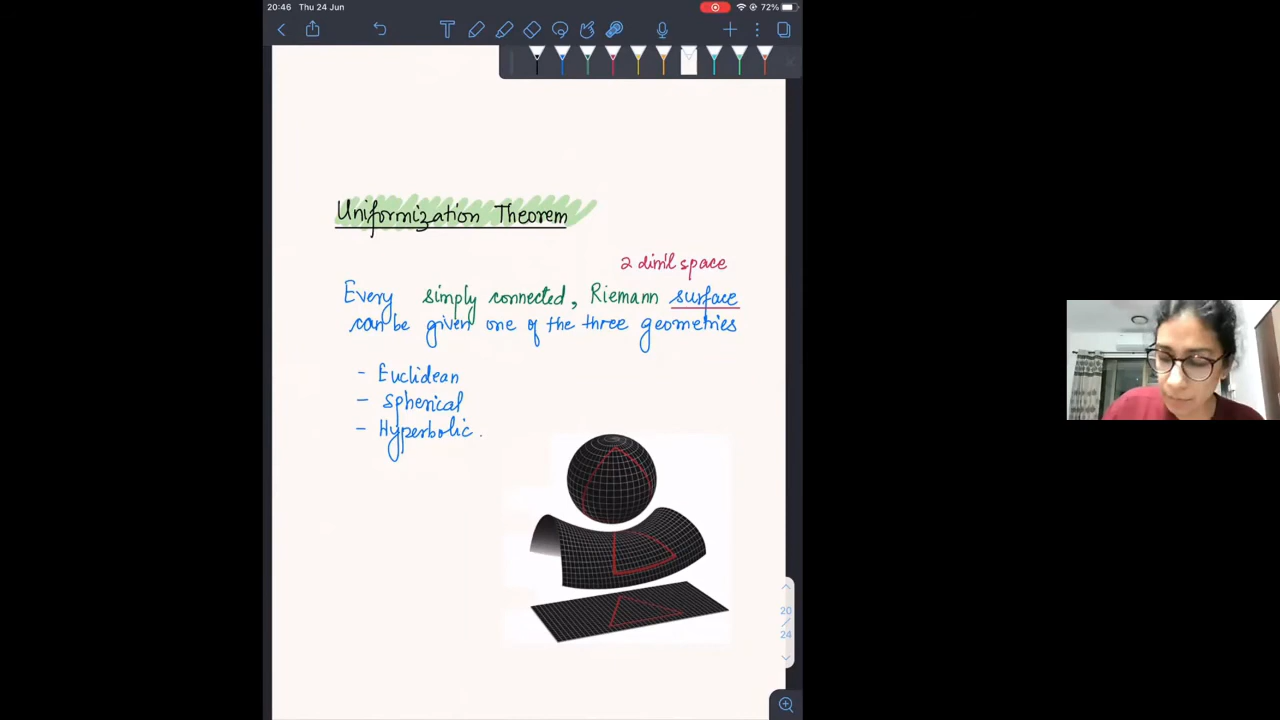 20:46 Thu 24 Jun
72%
Uniformization Theorem
2 dim'l space
Every simply connected, Riemann surface
can be given one of the three geometries
- Euclidean
- Spherical
- Hyperbolic.
20
/
24